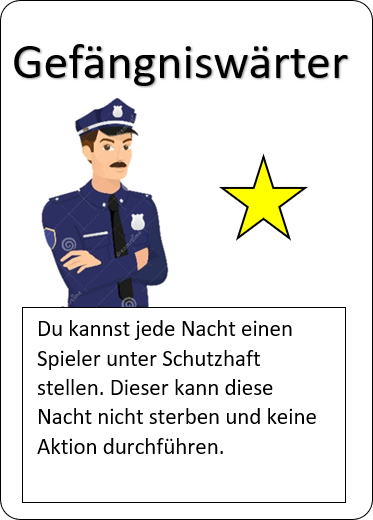 Gefängniswärter
Du kannst jede Nacht einen
Spieler unter Schutzhaft
stellen. Dieser kann diese
Nacht nicht sterben und keine
Aktion durchführen.